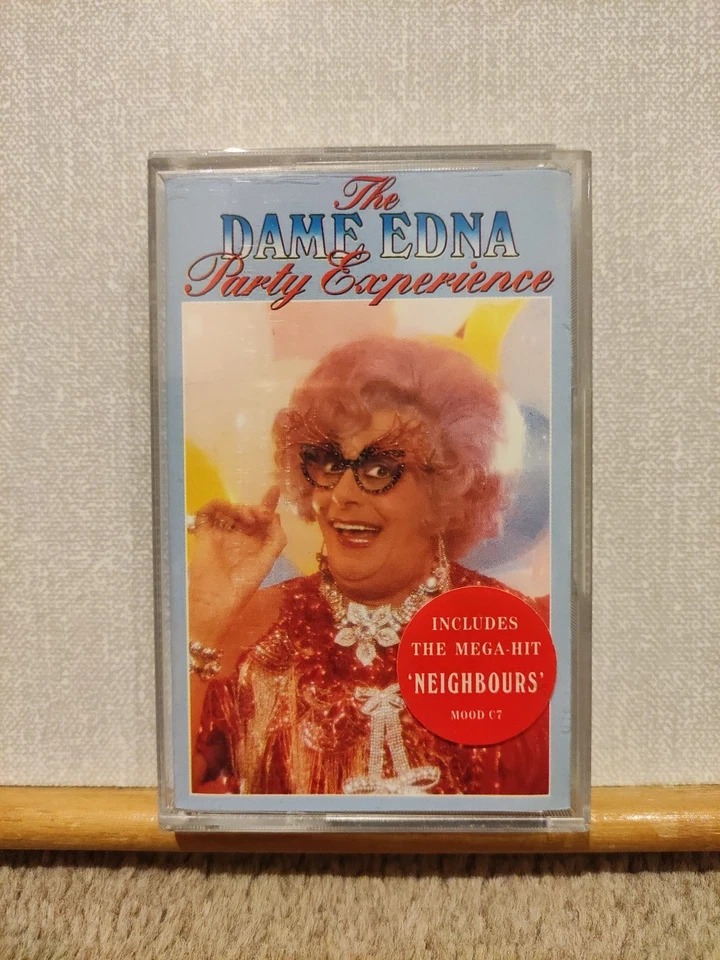 The
DAME EDNA
Party Experience
INCLUDES
THE MEGA-HIT
'NEIGHBOURS'
MOOD C7